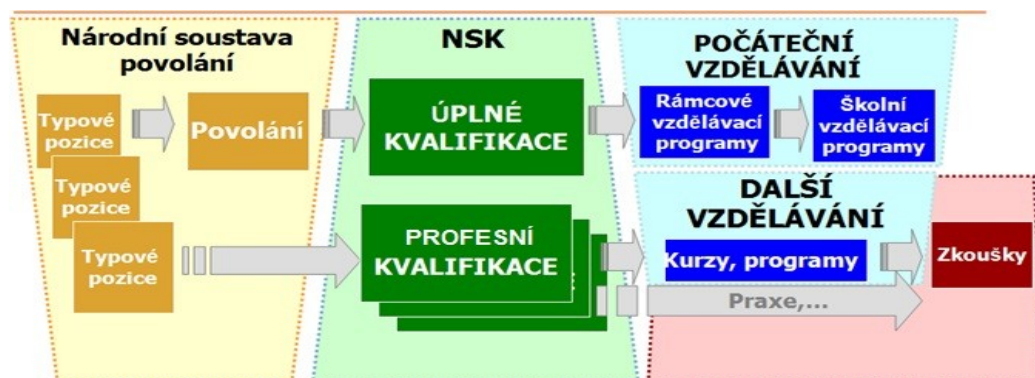 Národní soustava
povolání
Typové
pozice
Povolání
Typové
pozice
Typové
pozice
NSK
ÚPLNÉ
KVALIFIKACE
PROFESNÍ
KVALIFIKACE
POČÁTEČNÍ
VZDĚLÁVÁNÍ
Rámcové
vzdělávací
programy
Školní
vzdělávací
programy
DALŠÍ
VZDĚLÁVÁNÍ
Kurzy, programy
Praxe,...
Zkoušky